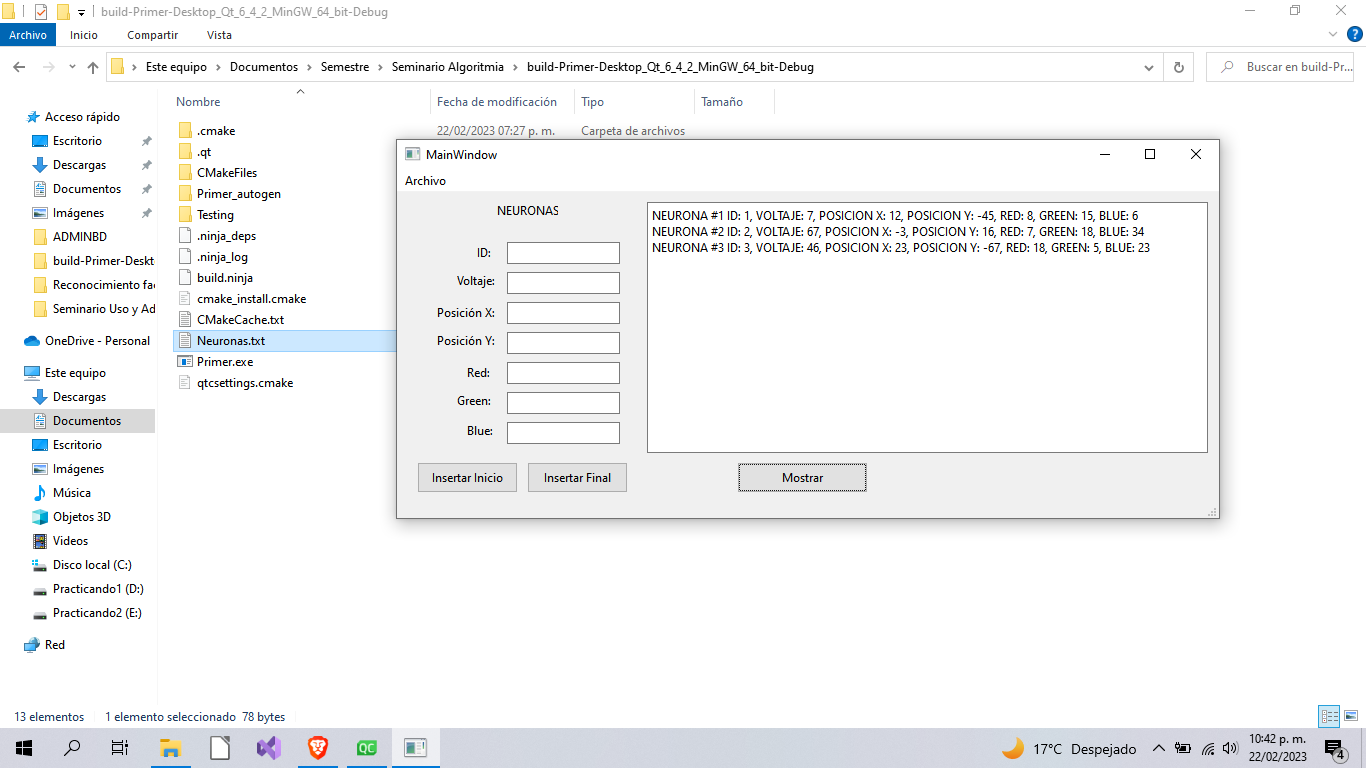 build-Primer-Desktop_Qt_6_4_2_MinGW_64_bit-Debug
Archivo Inicio Compartir Vista
Este equipo Documentos Semestre Seminario Algoritmia build-Primer-Desktop_Qt_6_4_2_MinGW_64_bit-Debug Buscar en build-Pr...
Nombre Fecha de modificación Tipo Tamaño
Acceso rápido
Escritorio
Descargas
Documentos
Imágenes
ADMINBD
build-Primer-Deskt
Reconocimiento fac
Seminario Uso y Ad
OneDrive - Personal
Este equipo
Descargas
Documentos
Escritorio
Imágenes
Música
Objetos 3D
Videos
Disco local (C:)
Practicando1 (D:)
Practicando2 (E:)
Red
.cmake 22/02/2023 07:27 p. m. Carpeta de archivos
.qt
CMakeFiles
Primer_autogen
Testing
.ninja_deps
.ninja_log
build.ninja
cmake_install.cmake
CMakeCache.txt
Neuronas.txt
Primer.exe
qtcsettings.cmake
MainWindow
Archivo
NEURONAS
ID:
Voltaje:
Posición X:
Posición Y:
Red:
Green:
Blue:
Insertar Inicio Insertar Final
NEURONA #1 ID: 1, VOLTAJE: 7, POSICION X: 12, POSICION Y: -45, RED: 8, GREEN: 15, BLUE: 6
NEURONA #2 ID: 2, VOLTAJE: 67, POSICION X: -3, POSICION Y: 16, RED: 7, GREEN: 18, BLUE: 34
NEURONA #3 ID: 3, VOLTAJE: 46, POSICION X: 23, POSICION Y: -67, RED: 18, GREEN: 5, BLUE: 23
Mostrar
13 elementos 1 elemento seleccionado 78 bytes
QC
17°C Despejado
10:42 p. m.
22/02/2023
4